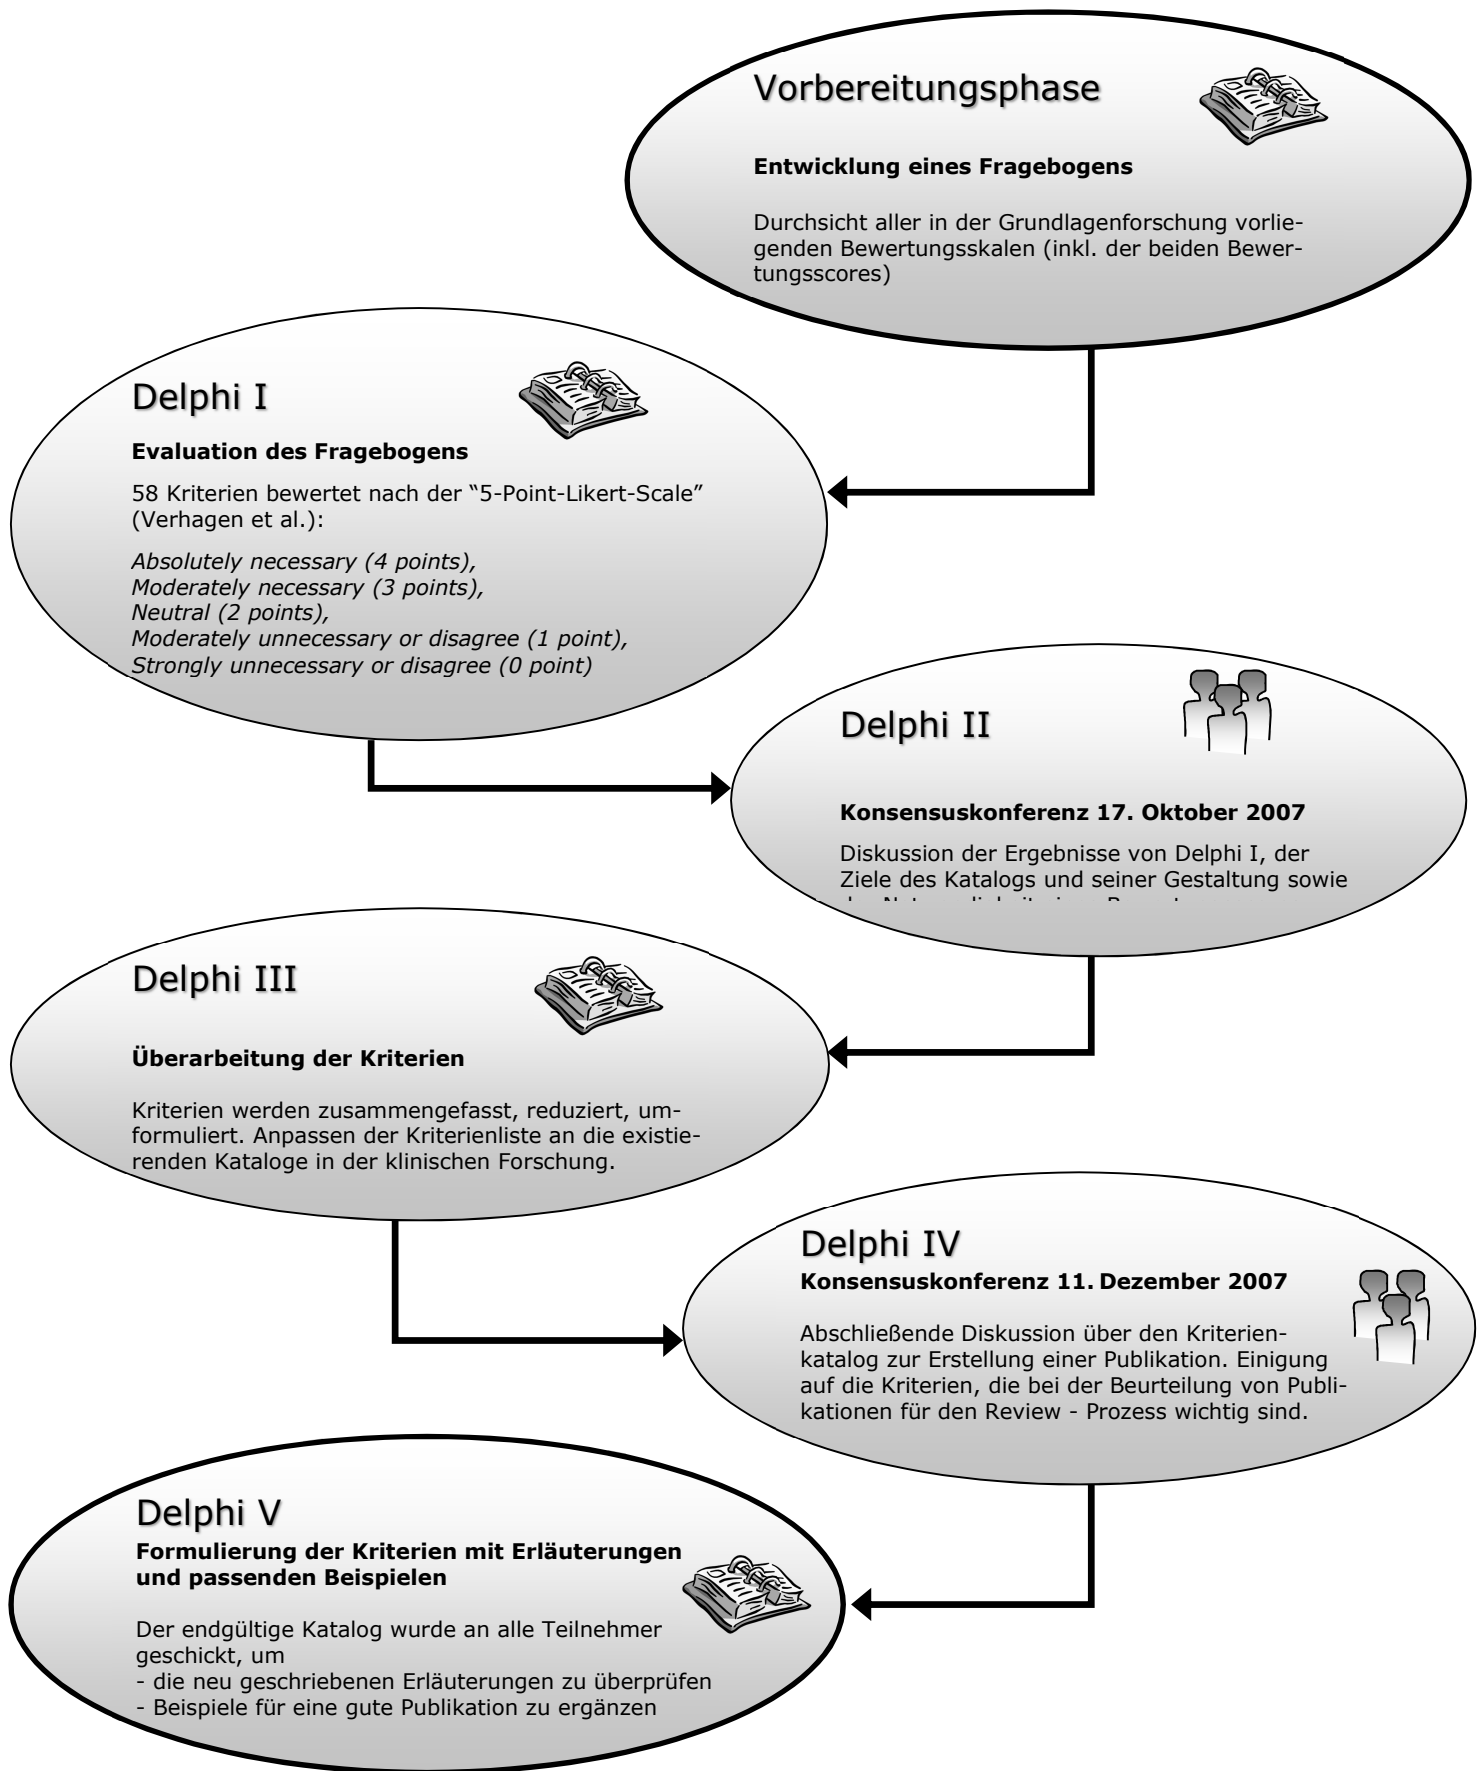 Vorbereitungsphase
Entwicklung eines Fragebogens
Durchsicht aller in der Grundlagenforschung vorlie-
genden Bewertungsskalen (inkl. der beiden Bewer-
tungsscores)
Delphi I
Evaluation des Fragebogens
58 Kriterien bewertet nach der “5-Point-Likert-Scale”
(Verhagen et al.):
Absolutely necessary (4 points),
Moderately necessary (3 points),
Neutral (2 points),
Moderately unnecessary or disagree (1 point),
Strongly unnecessary or disagree (0 point)
Delphi II
Konsensuskonferenz 17. Oktober 2007
Diskussion der Ergebnisse von Delphi I, der
Ziele des Katalogs und seiner Gestaltung sowie
Delphi III
Überarbeitung der Kriterien
Kriterien werden zusammengefasst, reduziert, um-
formuliert. Anpassen der Kriterienliste an die existie-
renden Kataloge in der klinischen Forschung.
Delphi IV
Konsensuskonferenz 11. Dezember 2007
Abschließende Diskussion über den Kriterien-
katalog zur Erstellung einer Publikation. Einigung
auf die Kriterien, die bei der Beurteilung von Publi-
kationen für den Review - Prozess wichtig sind.
Delphi V
Formulierung der Kriterien mit Erläuterungen
und passenden Beispielen
Der endgültige Katalog wurde an alle Teilnehmer
geschickt, um
- die neu geschriebenen Erläuterungen zu überprüfen
- Beispiele für eine gute Publikation zu ergänzen